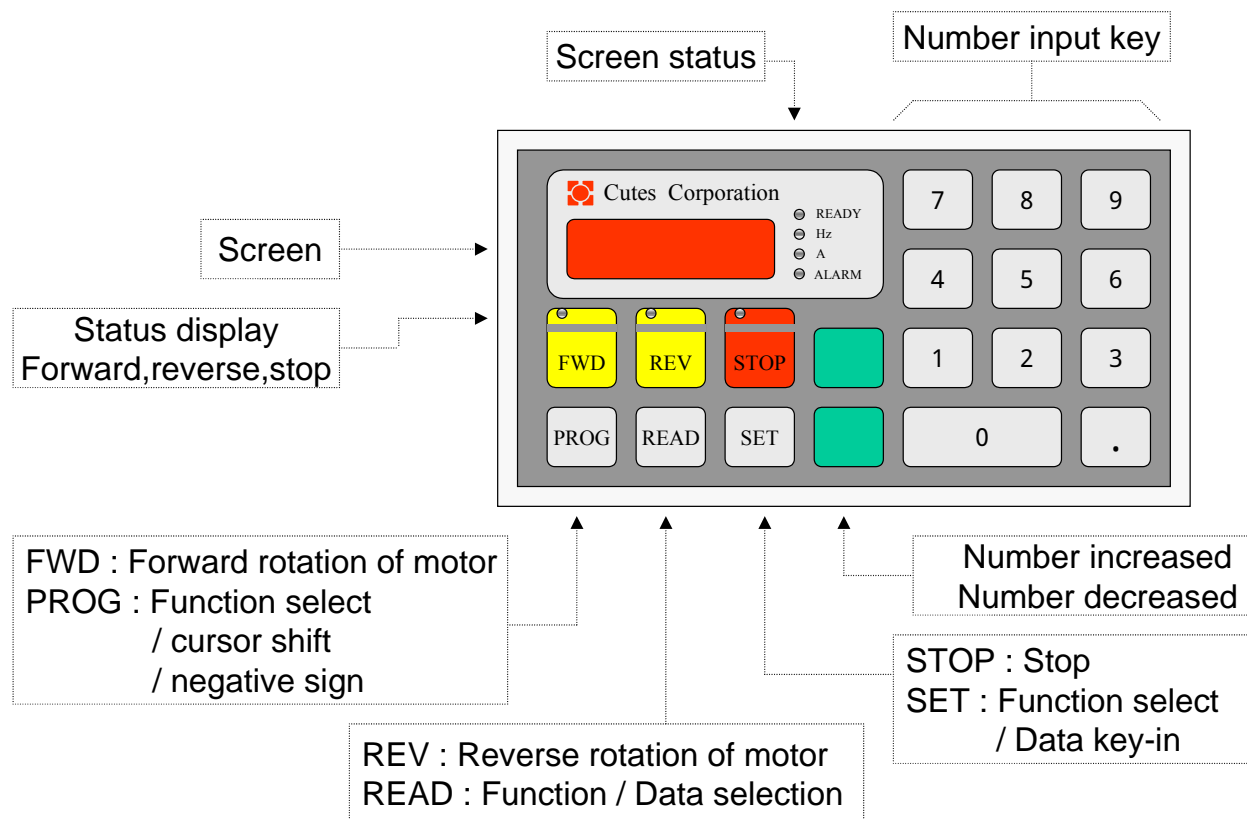 Screen status
Number input key
Cutes Corporation
READY
Hz
A
ALARM
7 8 9
4 5 6
1 2 3
0 .
Screen
Status display
Forward,reverse,stop
FWD REV STOP
PROG READ SET
FWD : Forward rotation of motor
PROG : Function select
/ cursor shift
/ negative sign
Number increased
Number decreased
STOP : Stop
SET : Function select
/ Data key-in
REV : Reverse rotation of motor
READ : Function / Data selection